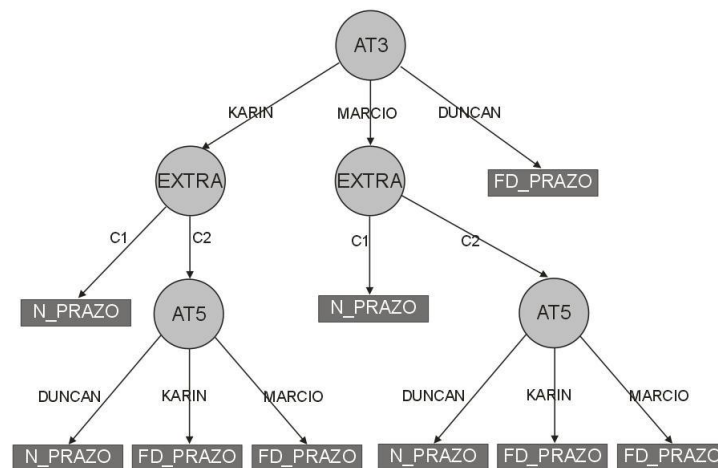 AT3
KARIN MARCIO DUNCAN
EXTRA EXTRA FD_PRAZO
C1 C2 C1 C2
N_PRAZO AT5 N_PRAZO AT5
DUNCAN KARIN MARCIO DUNCAN KARIN MARCIO
N_PRAZO FD_PRAZO FD_PRAZO N_PRAZO FD_PRAZO FD_PRAZO